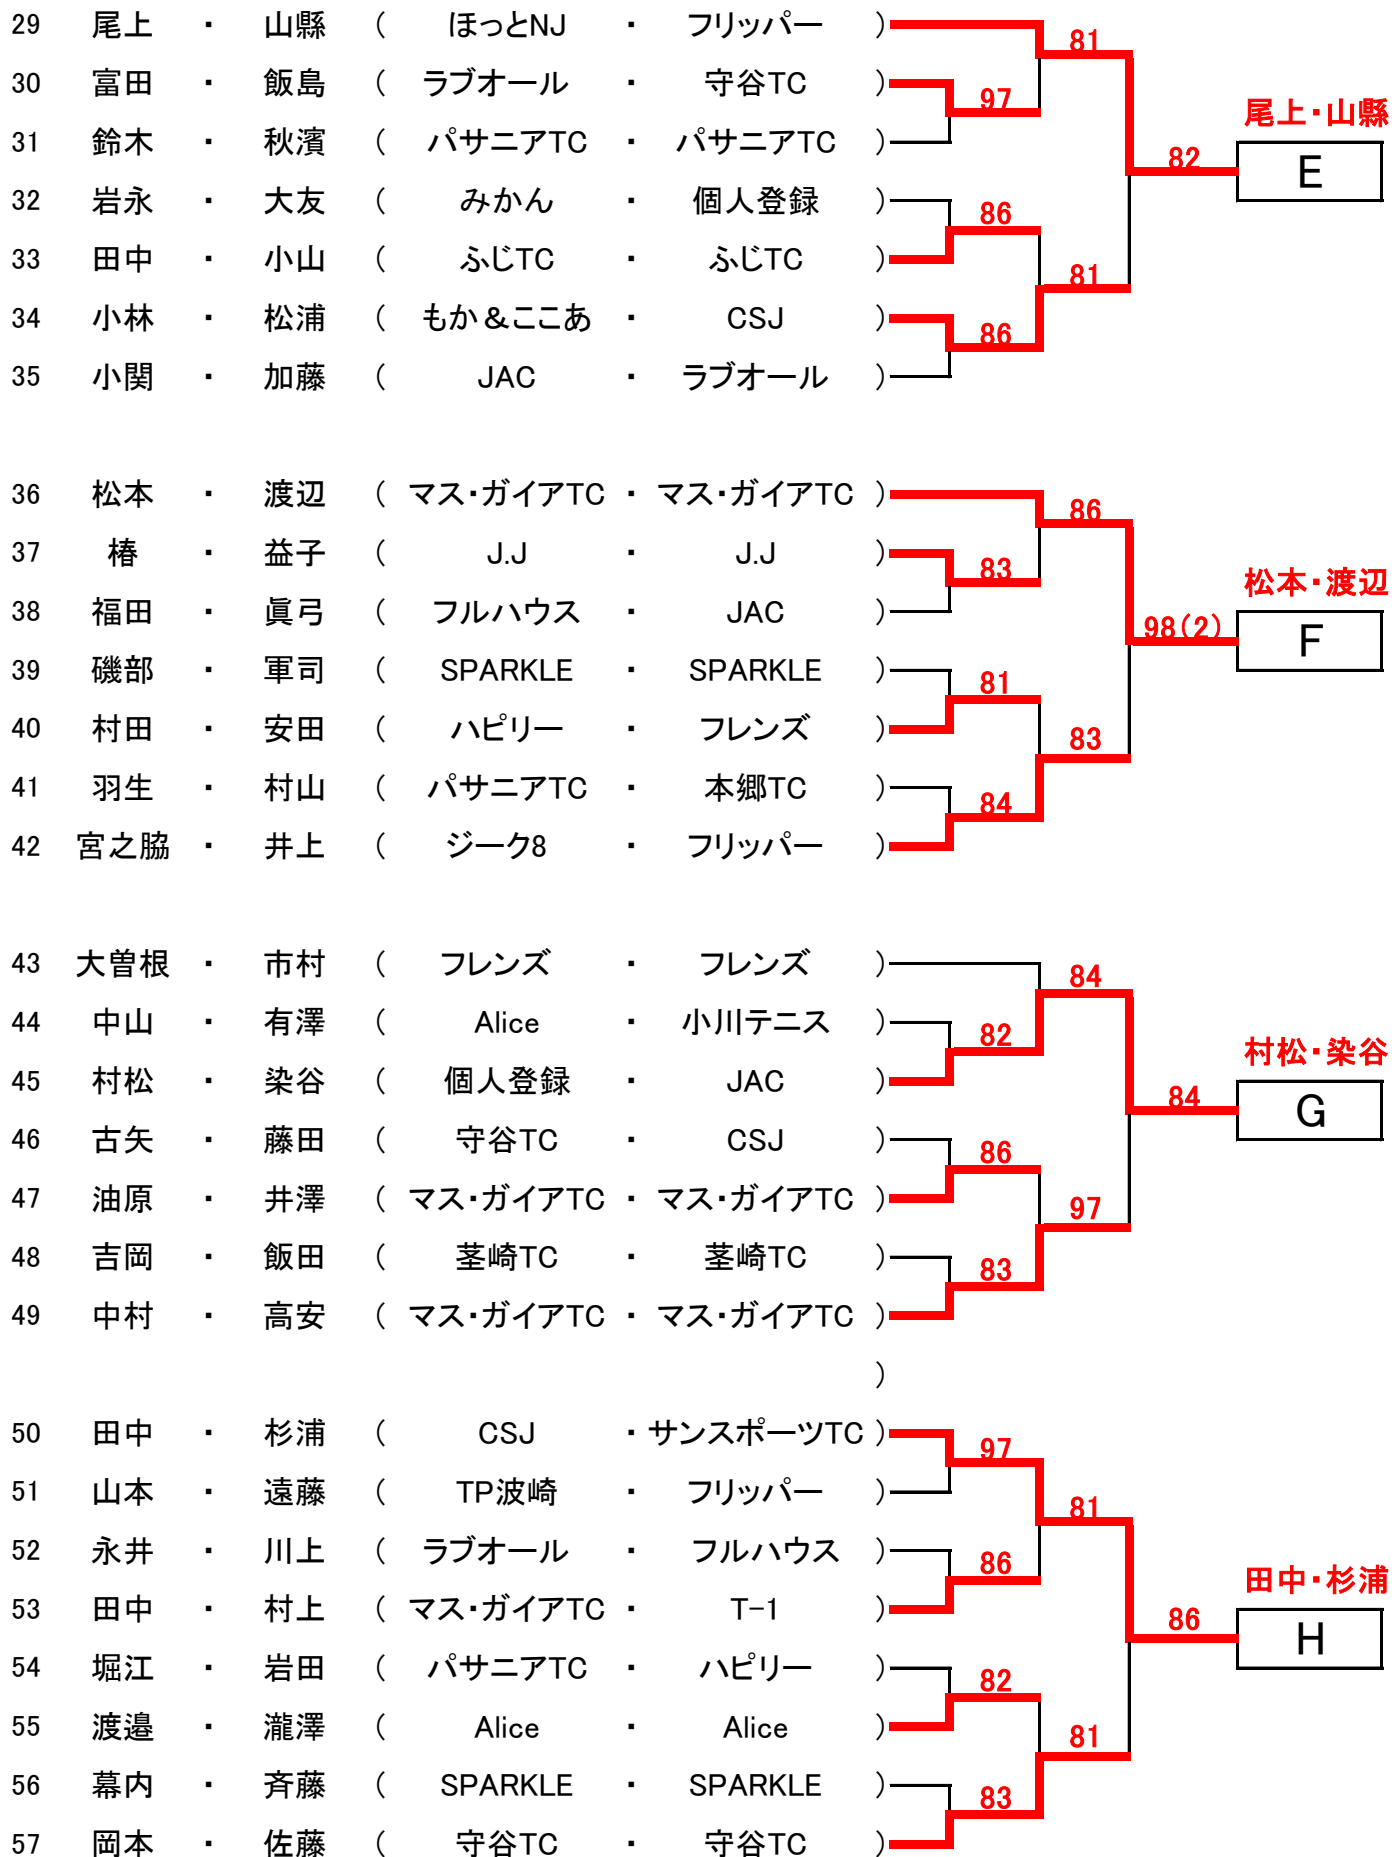 29 尾上 ・ 山縣 ( ほっとNJ ・ フリッパー ) 81
30 富田 ・ 飯島 ( ラブオール ・ 守谷TC ) 97 尾上・山縣
31 鈴木 ・ 秋濱 ( パサニアTC ・ パサニアTC ) 82 E
32 岩永 ・ 大友 ( みかん ・ 個人登録 ) 86
33 田中 ・ 小山 ( ふじTC ・ ふじTC ) 81
34 小林 ・ 松浦 ( もか&ここあ ・ CSJ ) 86
35 小関 ・ 加藤 ( JAC ・ ラブオール )
36 松本 ・ 渡辺 ( マス・ガイアTC ・ マス・ガイアTC ) 86
37 椿 ・ 益子 ( J.J ・ J.J ) 83 松本・渡辺
38 福田 ・ 眞弓 ( フルハウス ・ JAC ) 98(2) F
39 磯部 ・ 軍司 ( SPARKLE ・ SPARKLE ) 81
40 村田 ・ 安田 ( ハピリー ・ フレンズ ) 83
41 羽生 ・ 村山 ( パサニアTC ・ 本郷TC ) 84
42 宮之脇 ・ 井上 ( ジーク8 ・ フリッパー )
43 大曽根 ・ 市村 ( フレンズ ・ フレンズ ) 84
44 中山 ・ 有澤 ( Alice ・ 小川テニス ) 82 村松・染谷
45 村松 ・ 染谷 ( 個人登録 ・ JAC ) 84 G
46 古矢 ・ 藤田 ( 守谷TC ・ CSJ ) 86
47 油原 ・ 井澤 ( マス・ガイアTC ・ マス・ガイアTC ) 97
48 吉岡 ・ 飯田 ( 茎崎TC ・ 茎崎TC ) 83
49 中村 ・ 高安 ( マス・ガイアTC ・ マス・ガイアTC )
)
50 田中 ・ 杉浦 ( CSJ ・ サンスポーツTC ) 97
51 山本 ・ 遠藤 ( TP波崎 ・ フリッパー ) 81
52 永井 ・ 川上 ( ラブオール ・ フルハウス ) 86 田中・杉浦
53 田中 ・ 村上 ( マス・ガイアTC ・ T-1 ) 86 H
54 堀江 ・ 岩田 ( パサニアTC ・ ハピリー ) 82
55 渡邉 ・ 瀧澤 ( Alice ・ Alice ) 81
56 幕内 ・ 斉藤 ( SPARKLE ・ SPARKLE ) 83
57 岡本 ・ 佐藤 ( 守谷TC ・ 守谷TC )